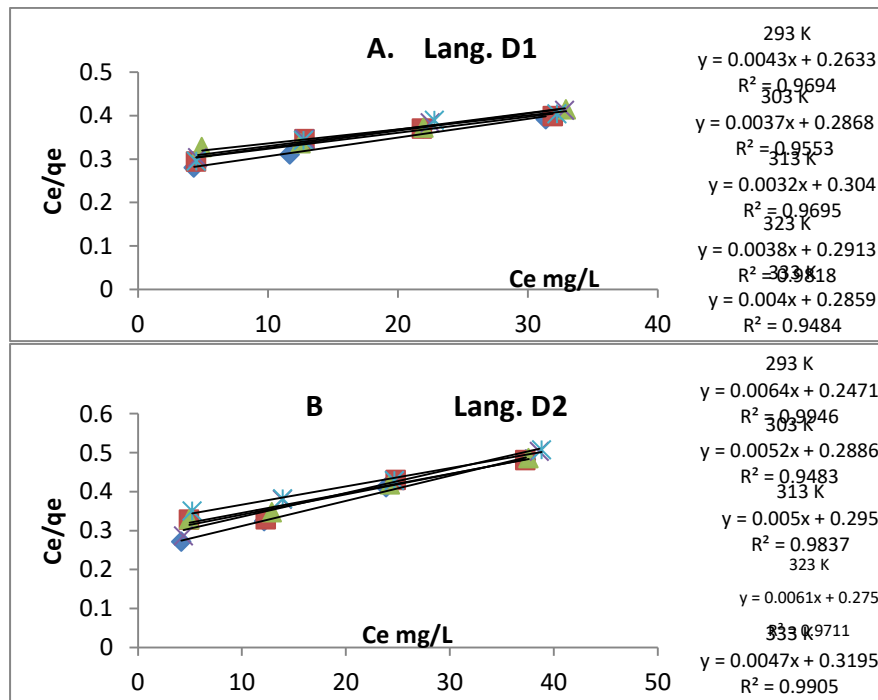 A. Lang. D1
0.5
0.4
0.3
0.2
0.1
0
Ce/qe
Ce mg/L
0 10 20 30 40
293 K
y = 0.0043x + 0.2633
R² = 0.9694
303 K
y = 0.0037x + 0.2868
R² = 0.9553
313 K
y = 0.0032x + 0.304
R² = 0.9695
323 K
y = 0.0038x + 0.2913
R² = 0.9818
333 K
y = 0.004x + 0.2859
R² = 0.9484
B Lang. D2
0.6
0.5
0.4
0.3
0.2
0.1
0
Ce/qe
Ce mg/L
0 10 20 30 40 50
293 K
y = 0.0064x + 0.2471
R² = 0.9946
303 K
y = 0.0052x + 0.2886
R² = 0.9483
313 K
y = 0.005x + 0.295
R² = 0.9837
323 K
y = 0.0061x + 0.275
R² = 0.9711
333 K
y = 0.0047x + 0.3195
R² = 0.9905